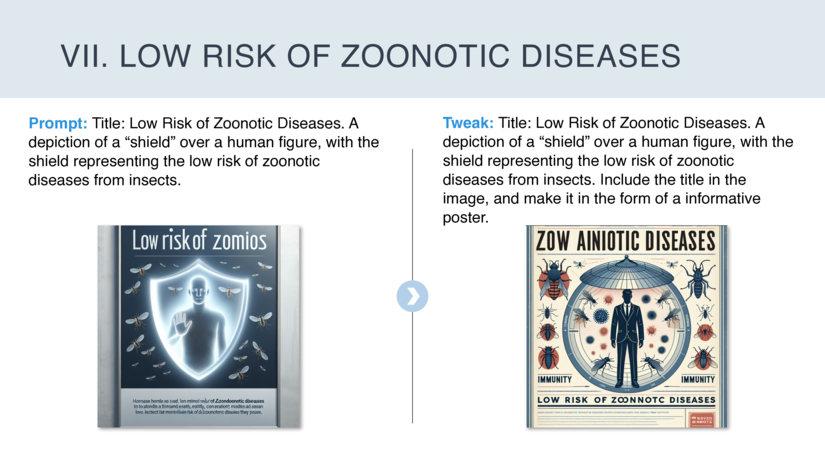 VII. LOW RISK OF ZOONOTIC DISEASES
Prompt: Title: Low Risk of Zoonotic Diseases. A
depiction of a “shield” over a human figure, with the
shield representing the low risk of zoonotic
diseases from insects.
Low risk of zomios
Tweak: Title: Low Risk of Zoonotic Diseases. A
depiction of a “shield” over a human figure, with the
shield representing the low risk of zoonotic
diseases from insects. Include the title in the
image, and make it in the form of a informative
poster.
ZOW AINIOTIC DISEASES
IMMUNITY
IMMUNITY
LOW RISK OF ZOONNOTC DISEASES